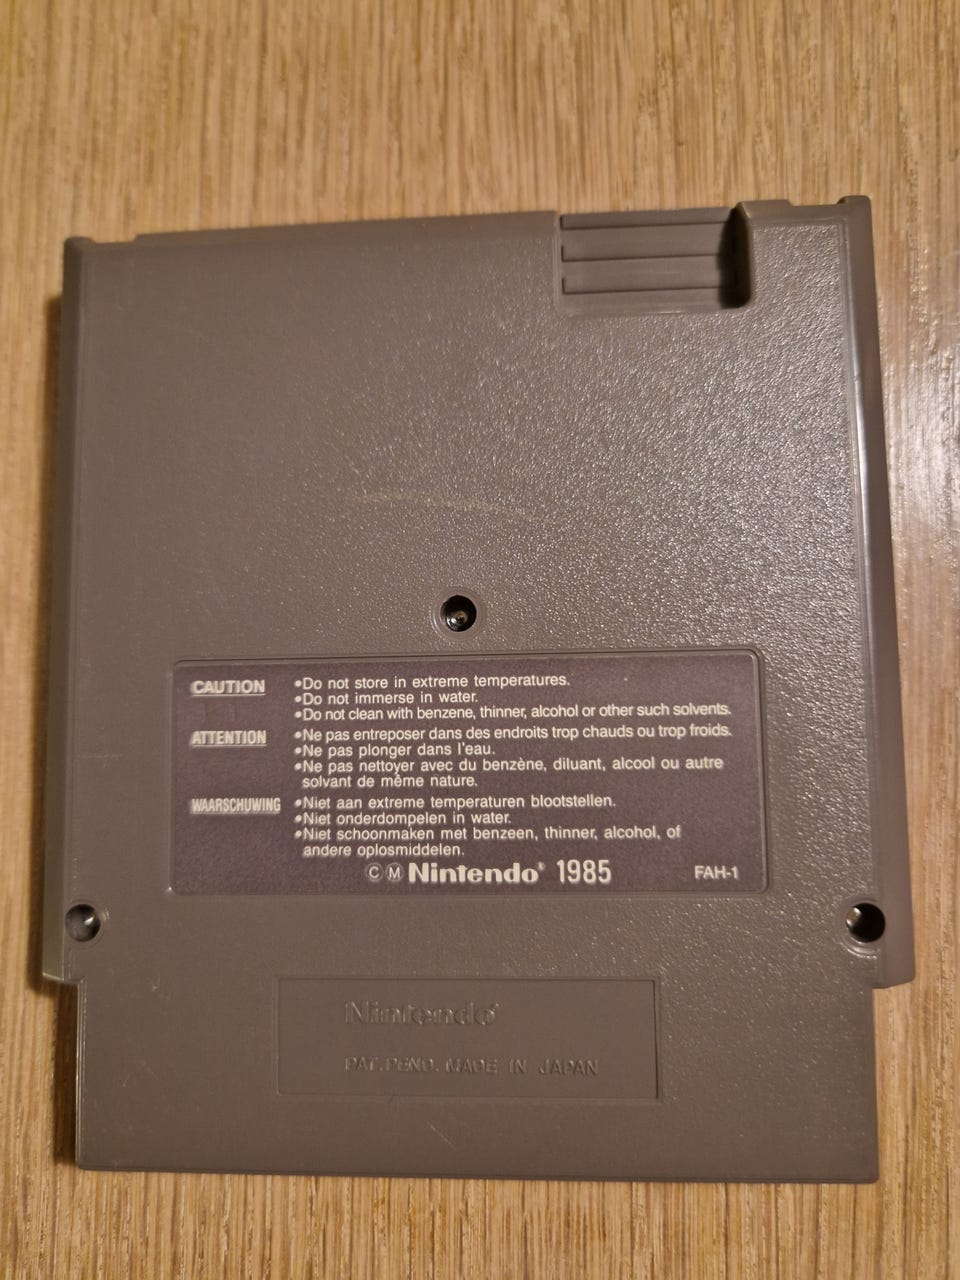 CAUTION
•Do not store in extreme temperatures.
•Do not immerse in water.
•Do not clean with benzene, thinner, alcohol or other such solvents.
ATTENTION
•Ne pas entreposer dans des endroits trop chauds ou trop froids.
•Ne pas plonger dans l'eau.
•Ne pas nettoyer avec du benzène, diluant, alcool ou autre
solvant de même nature.
WAARSCHUWING
•Niet aan extreme temperaturen blootstellen.
•Niet onderdompelen in water.
•Niet schoonmaken met benzeen, thinner, alcohol, of
andere oplosmiddelen.
Ⓒ Ⓜ Nintendo® 1985
FAH-1
Nintendo®
PAT.PEND. MADE IN JAPAN